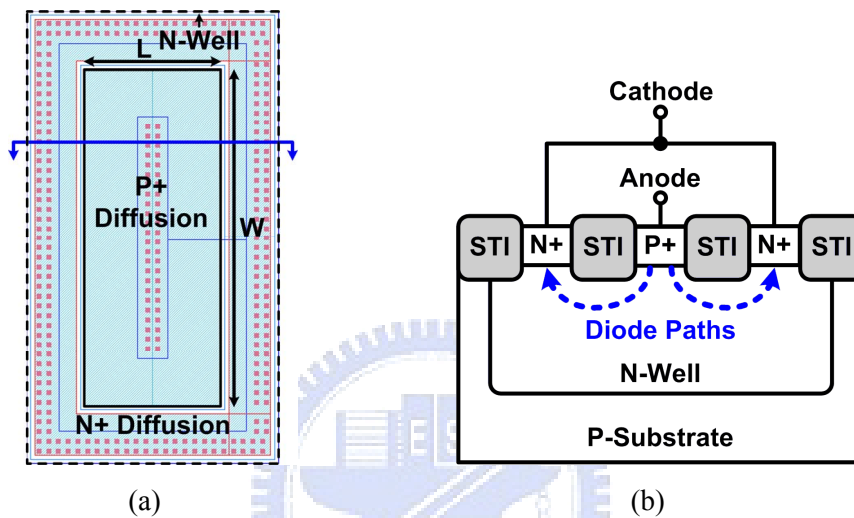 N-Well
L
P+
Diffusion
W
N+ Diffusion
(a)
Cathode
Anode
STI N+ STI P+ STI N+ STI
Diode Paths
N-Well
P-Substrate
(b)